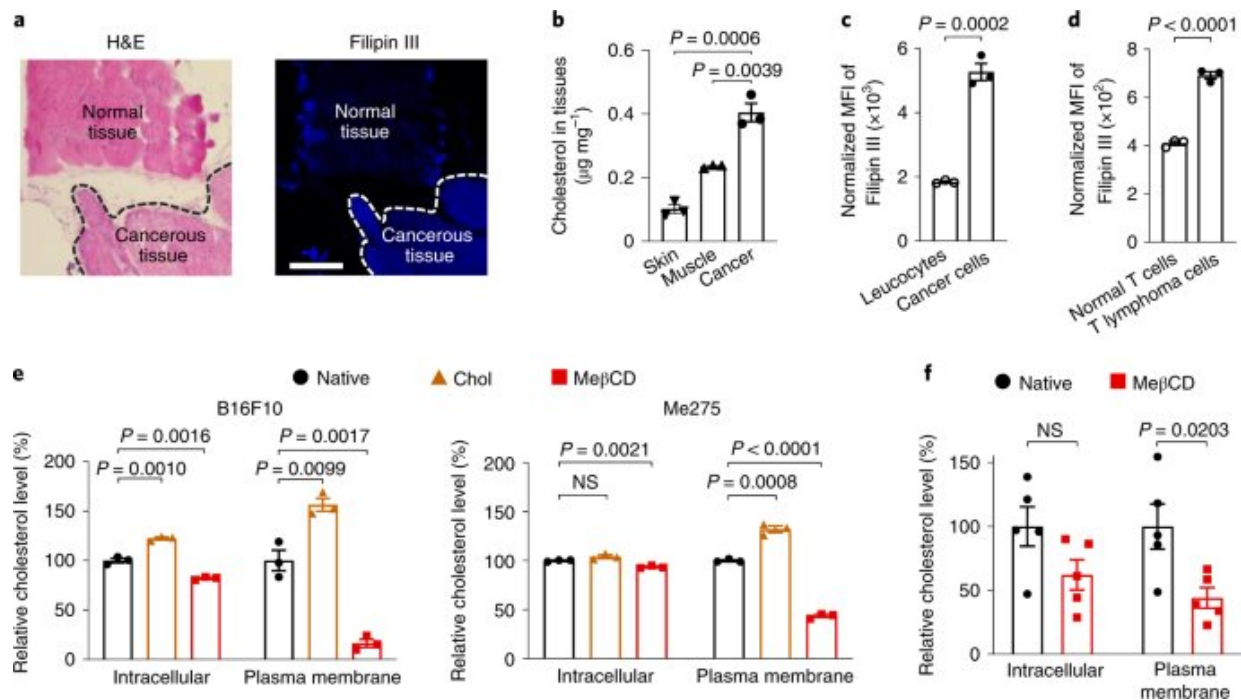 a
H&E
Filipin III
Normal
tissue
Cancerous
tissue
Normal
tissue
Cancerous
tissue
b
P = 0.0006
P = 0.0039
Cholesterol in tissues
(μg mg⁻¹)
0.6
0.4
0.2
0
Skin
Muscle
Cancer
c
P = 0.0002
Normalized MFI of
Filipin III (×10³)
6
4
2
0
Leucocytes
Cancer cells
d
P < 0.0001
Normalized MFI of
Filipin III (×10²)
8
6
4
2
0
Normal T cells
T lymphoma cells
e
Native
Chol
MeβCD
B16F10
P = 0.0016
P = 0.0010
P = 0.0017
P = 0.0099
Relative cholesterol level (%)
200
150
100
50
0
Intracellular
Plasma membrane
Me275
P = 0.0021
NS
P < 0.0001
P = 0.0008
Relative cholesterol level (%)
200
150
100
50
0
Intracellular
Plasma membrane
f
Native
MeβCD
NS
P = 0.0203
Relative cholesterol level (%)
150
100
50
0
Intracellular
Plasma
membrane